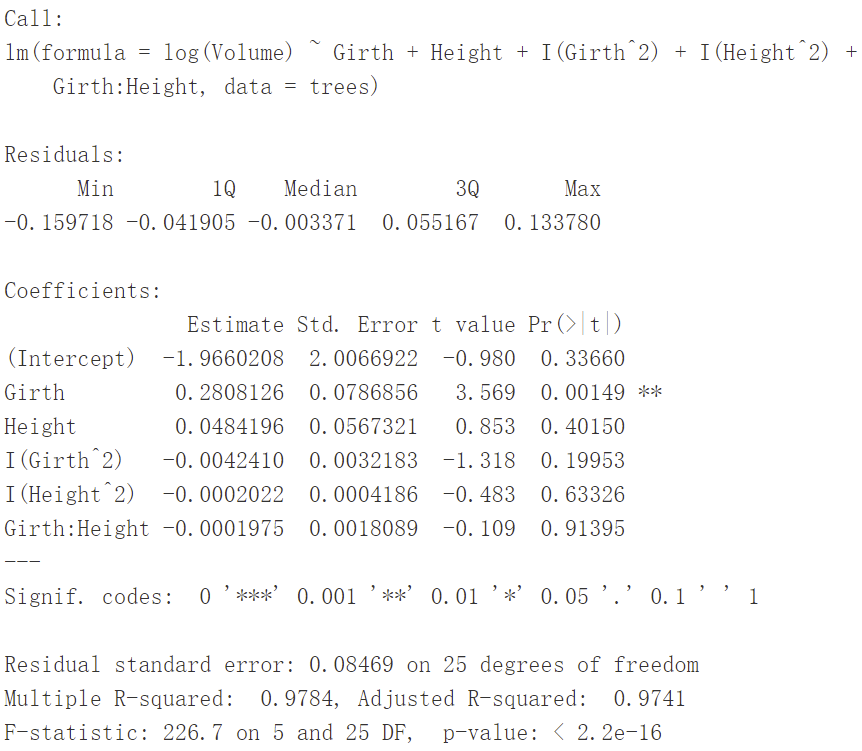 Call:
lm(formula = log(Volume) ~ Girth + Height + I(Girth^2) + I(Height^2) +
    Girth:Height, data = trees)

Residuals:
      Min        1Q    Median        3Q       Max
-0.159718 -0.041905 -0.003371  0.055167  0.133780

Coefficients:
               Estimate Std. Error t value Pr(>|t|)
(Intercept)  -1.9660208  2.0066922  -0.980  0.33660
Girth         0.2808126  0.0786856   3.569  0.00149 **
Height        0.0484196  0.0567321   0.853  0.40150
I(Girth^2)   -0.0042410  0.0032183  -1.318  0.19953
I(Height^2)  -0.0002022  0.0004186  -0.483  0.63326
Girth:Height -0.0001975  0.0018089  -0.109  0.91395
---
Signif. codes:  0 '***' 0.001 '**' 0.01 '*' 0.05 '.' 0.1 ' ' 1

Residual standard error: 0.08469 on 25 degrees of freedom
Multiple R-squared:  0.9784, Adjusted R-squared:  0.9741
F-statistic: 226.7 on 5 and 25 DF,  p-value: < 2.2e-16